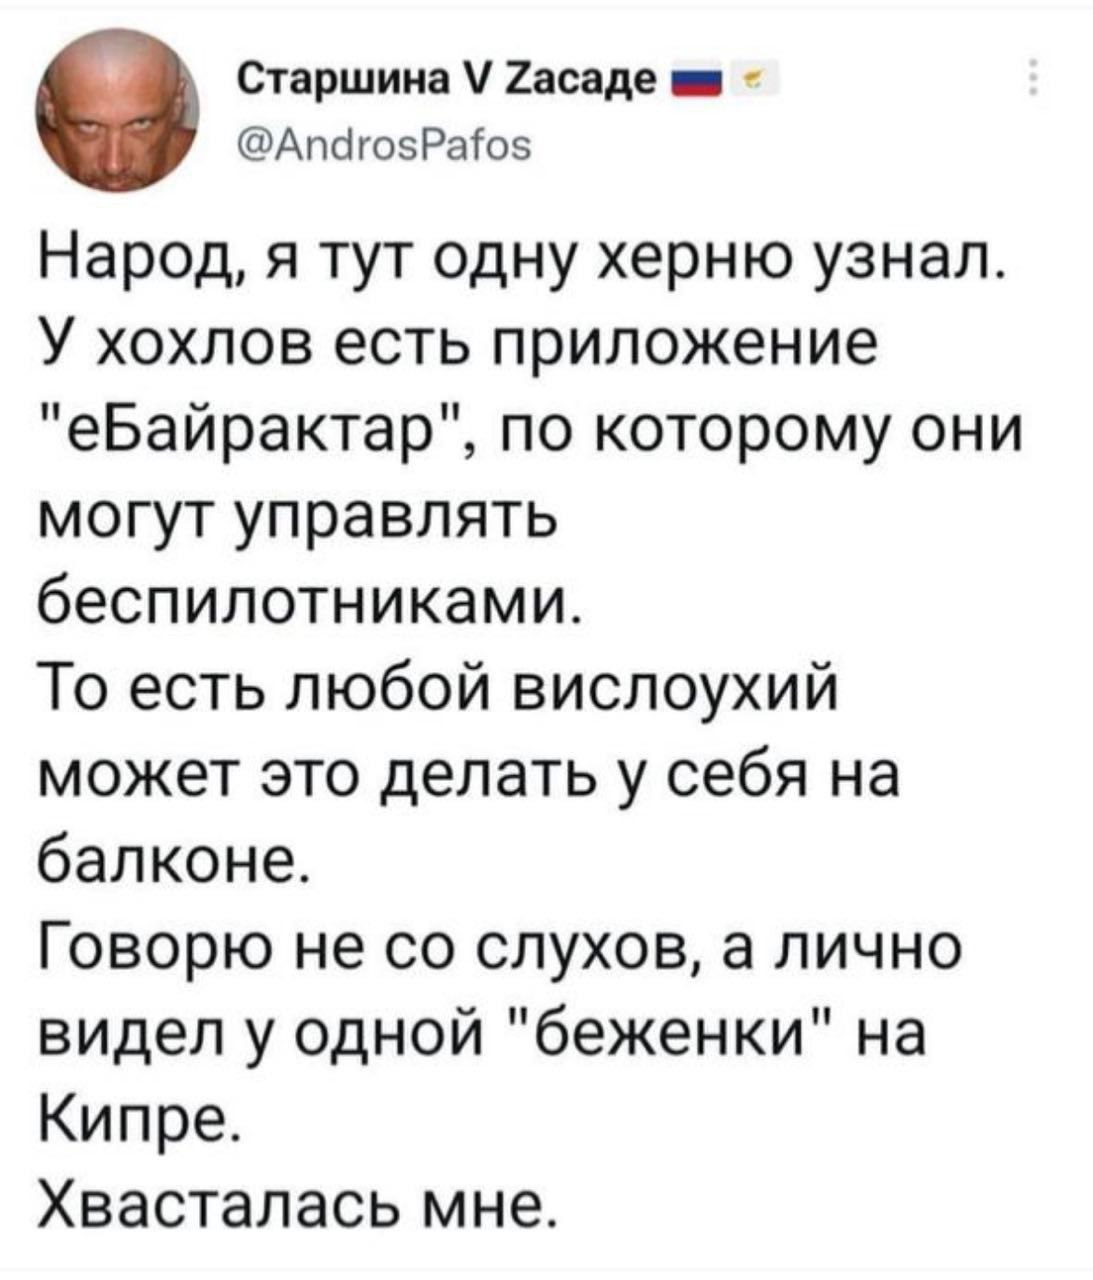 Старшина V Zасаде
@AndrosPafos
Народ, я тут одну херню узнал.
У хохлов есть приложение
"еБайрактар", по которому они
могут управлять
беспилотниками.
То есть любой вислоухий
может это делать у себя на
балконе.
Говорю не со слухов, а лично
видел у одной "беженки" на
Кипре.
Хвасталась мне.